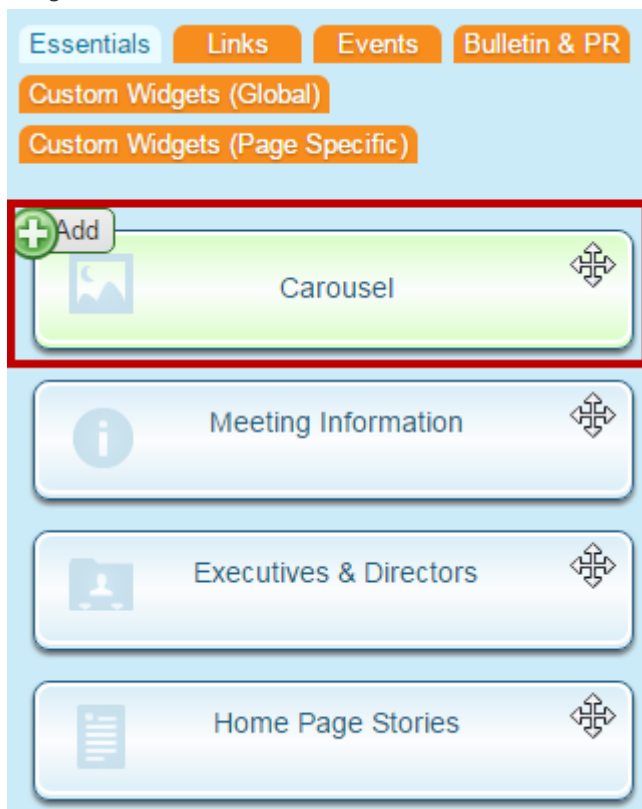 Essentials Links Events Bulletin & PR
Custom Widgets (Global)
Custom Widgets (Page Specific)
Add
Carousel
Meeting Information
Executives & Directors
Home Page Stories